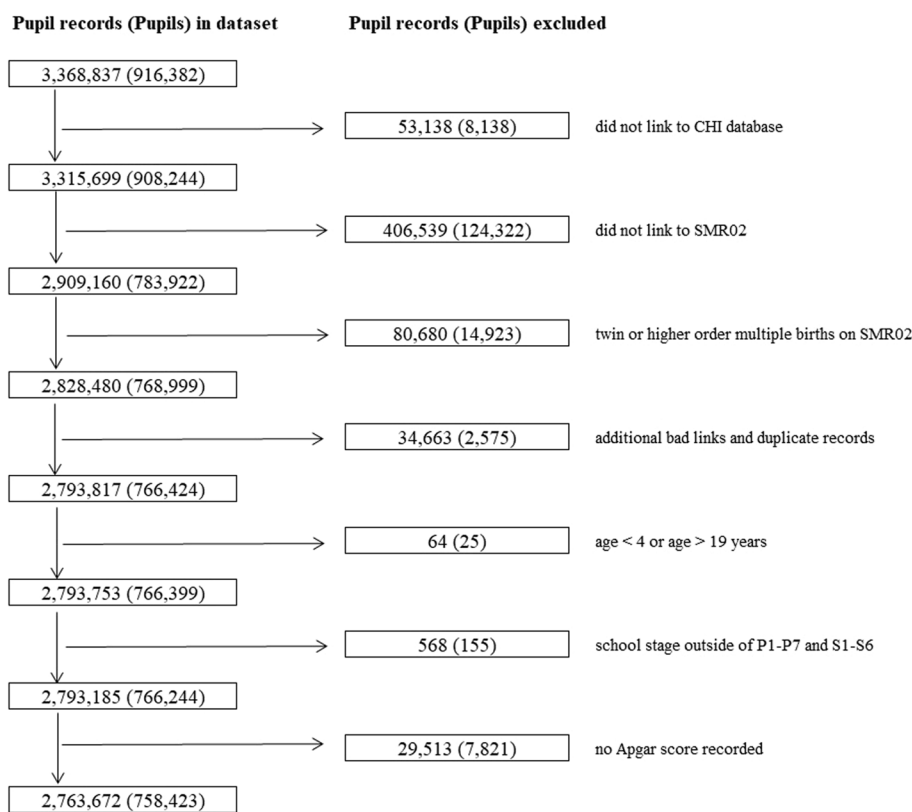 Pupil records (Pupils) in dataset
Pupil records (Pupils) excluded
3,368,837 (916,382)
53,138 (8,138)
did not link to CHI database
3,315,699 (908,244)
406,539 (124,322)
did not link to SMR02
2,909,160 (783,922)
80,680 (14,923)
twin or higher order multiple births on SMR02
2,828,480 (768,999)
34,663 (2,575)
additional bad links and duplicate records
2,793,817 (766,424)
64 (25)
age < 4 or age > 19 years
2,793,753 (766,399)
568 (155)
school stage outside of P1-P7 and S1-S6
2,793,185 (766,244)
29,513 (7,821)
no Apgar score recorded
2,763,672 (758,423)